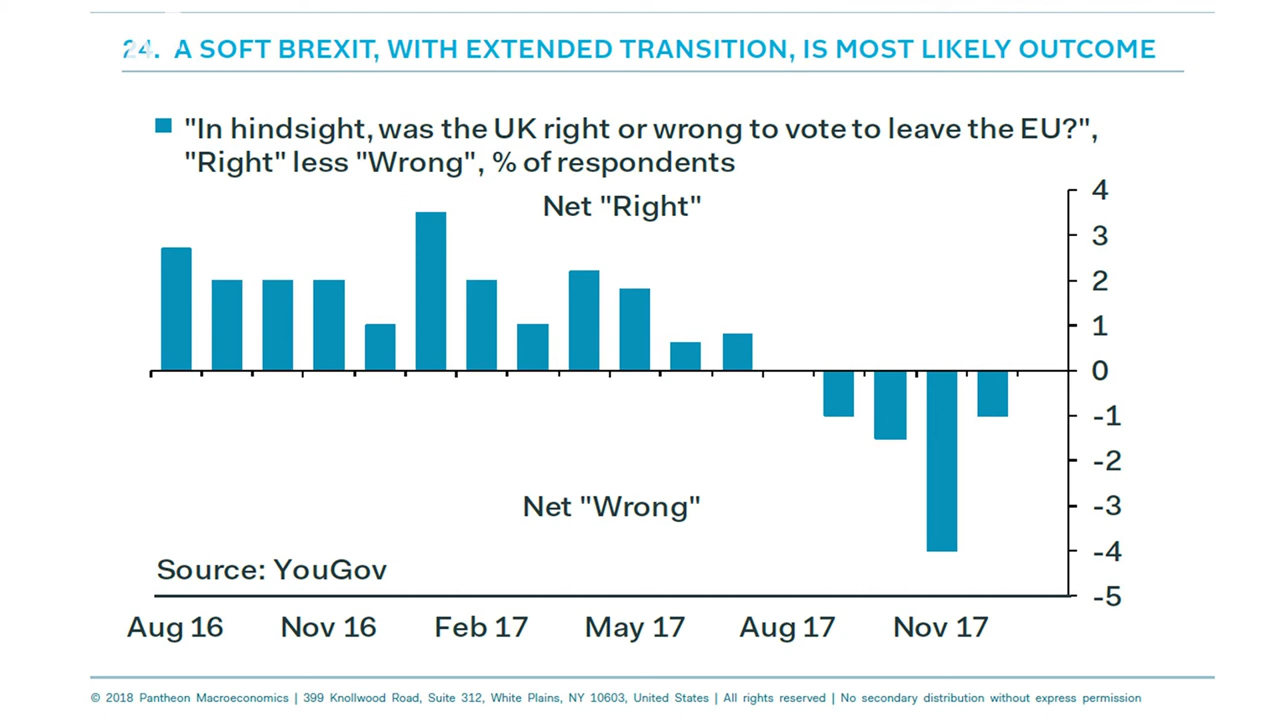 24. A SOFT BREXIT, WITH EXTENDED TRANSITION, IS MOST LIKELY OUTCOME
"In hindsight, was the UK right or wrong to vote to leave the EU?",
"Right" less "Wrong", % of respondents
Net "Right"
4
3
2
1
0
-1
-2
-3
-4
-5
Net "Wrong"
Source: YouGov
Aug 16 Nov 16 Feb 17 May 17 Aug 17 Nov 17
© 2018 Pantheon Macroeconomics | 399 Knollwood Road, Suite 312, White Plains, NY 10603, United States | All rights reserved | No secondary distribution without express permission